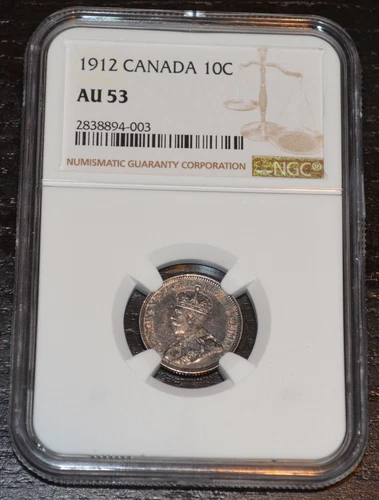 1912 CANADA 10C
AU 53
2838894-003
NUMISMATIC GUARANTY CORPORATION
NGC